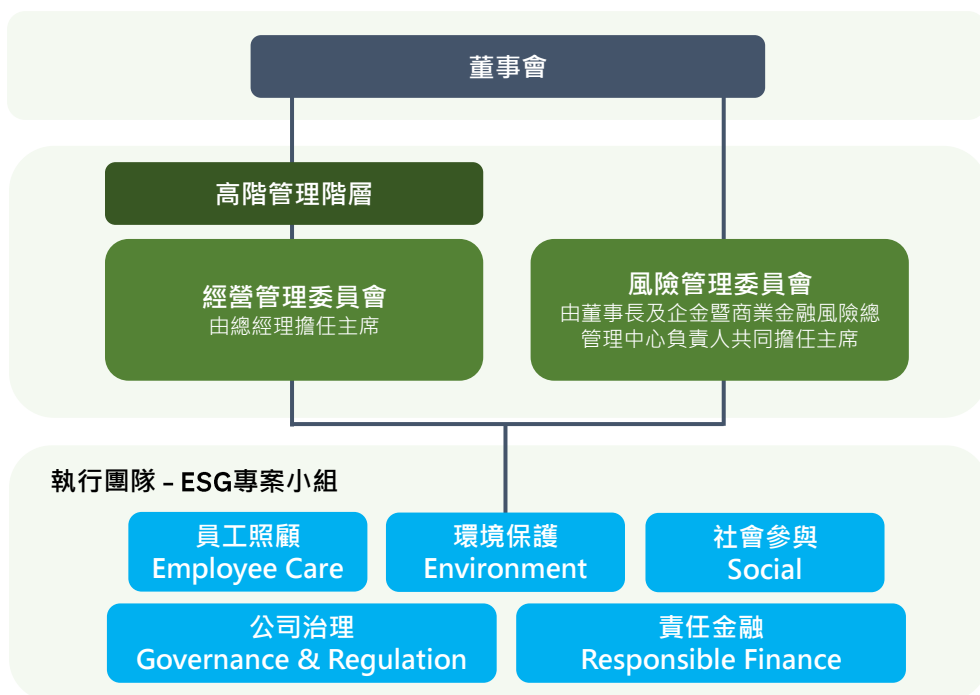 董事會
高階管理階層
經營管理委員會
由總經理擔任主席
風險管理委員會
由董事長及企金暨商業金融風險總
管理中心負責人共同擔任主席
執行團隊 – ESG專案小組
員工照顧
Employee Care
環境保護
Environment
社會參與
Social
公司治理
Governance & Regulation
責任金融
Responsible Finance